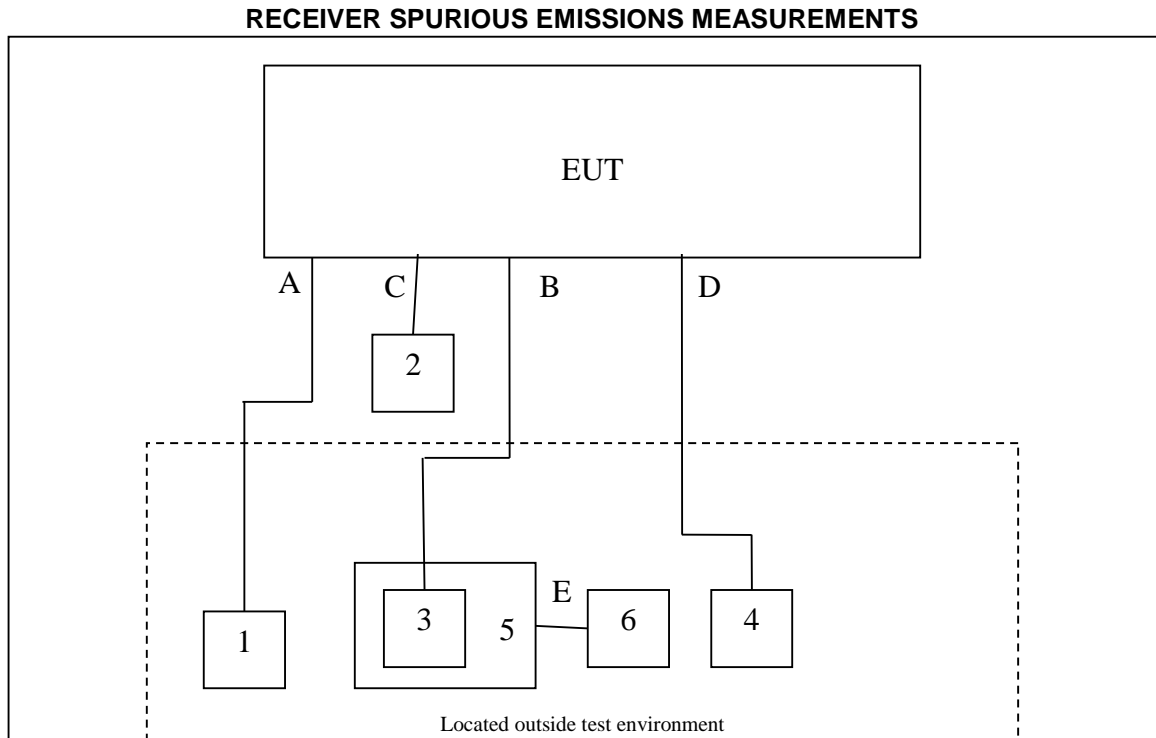 RECEIVER SPURIOUS EMISSIONS MEASUREMENTS
EUT
A
C
B
D
2
E
3
5
6
4
1
Located outside test environment